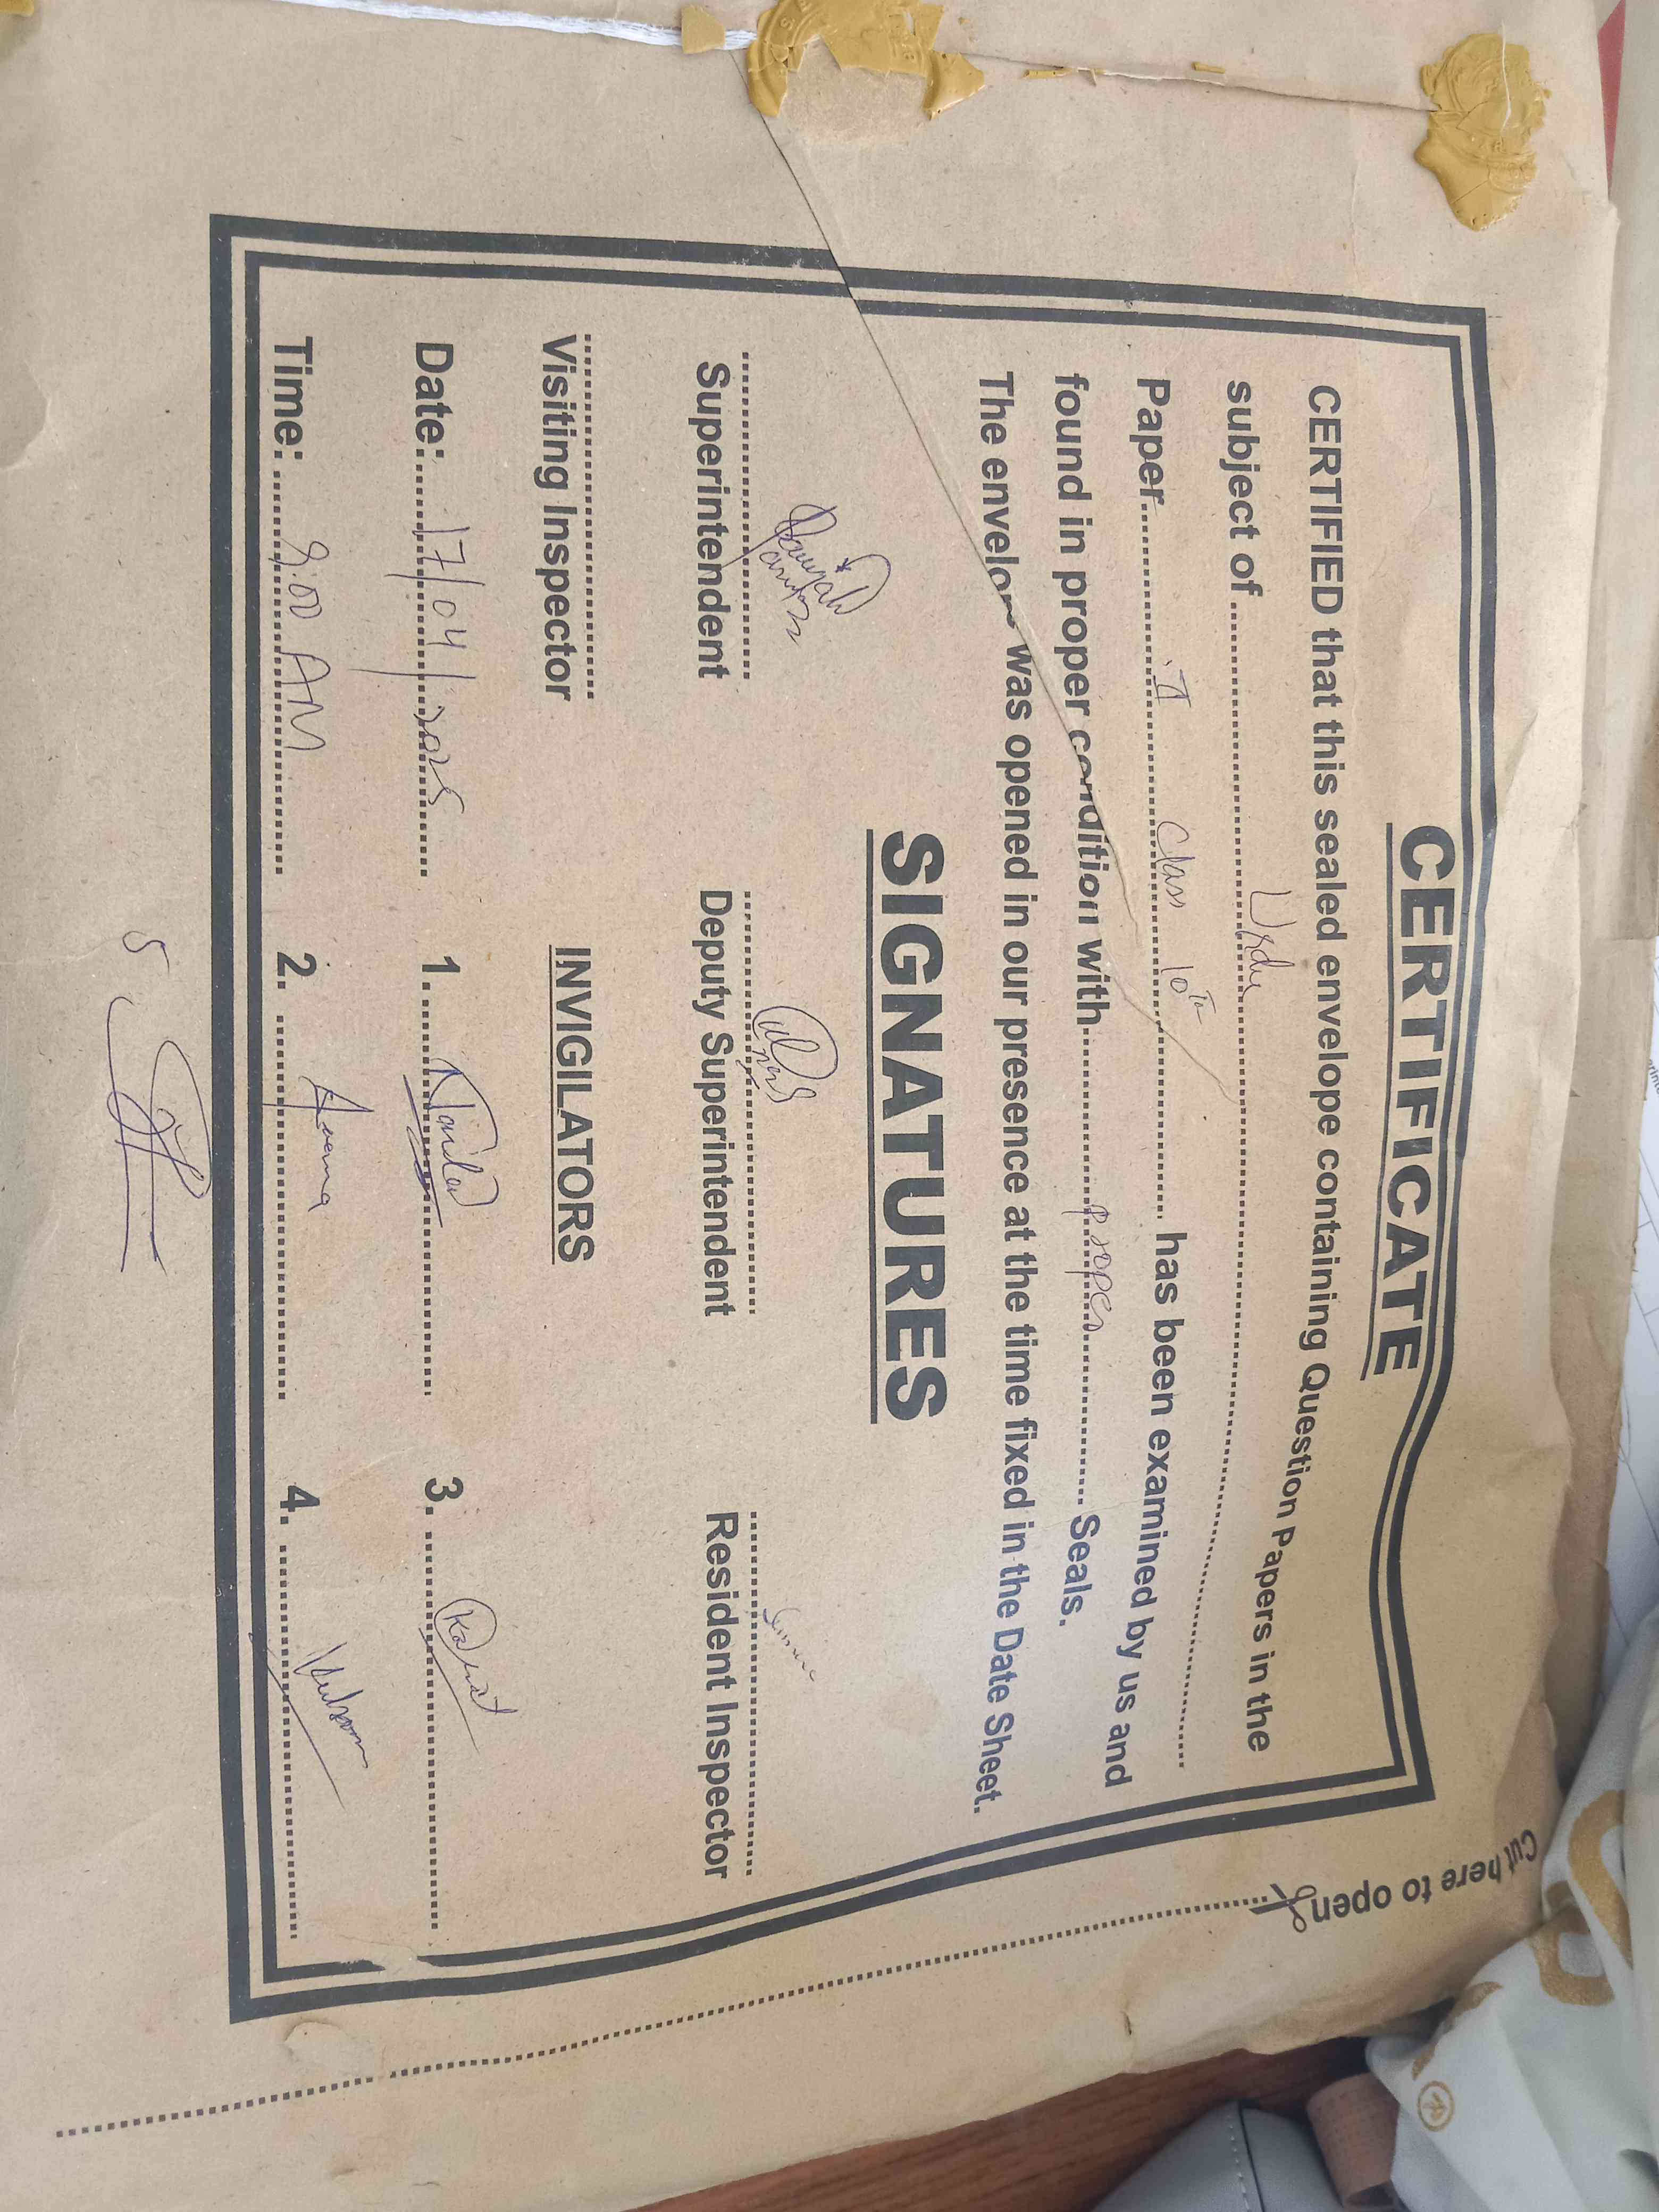 CERTIFICATE
CERTIFIED that this sealed envelope containing Question Papers in the
subject of Urdu
Paper II Class 10th has been examined by us and
found in proper condition with proper Seals.
The envelope was opened in our presence at the time fixed in the Date Sheet.
SIGNATURES
Superintendent Deputy Superintendent Resident Inspector
Visiting Inspector INVIGILATORS
Date: 17/04/2025 1. 3.
Time: 9:00 AM 2. 4.
5
Cut here to open